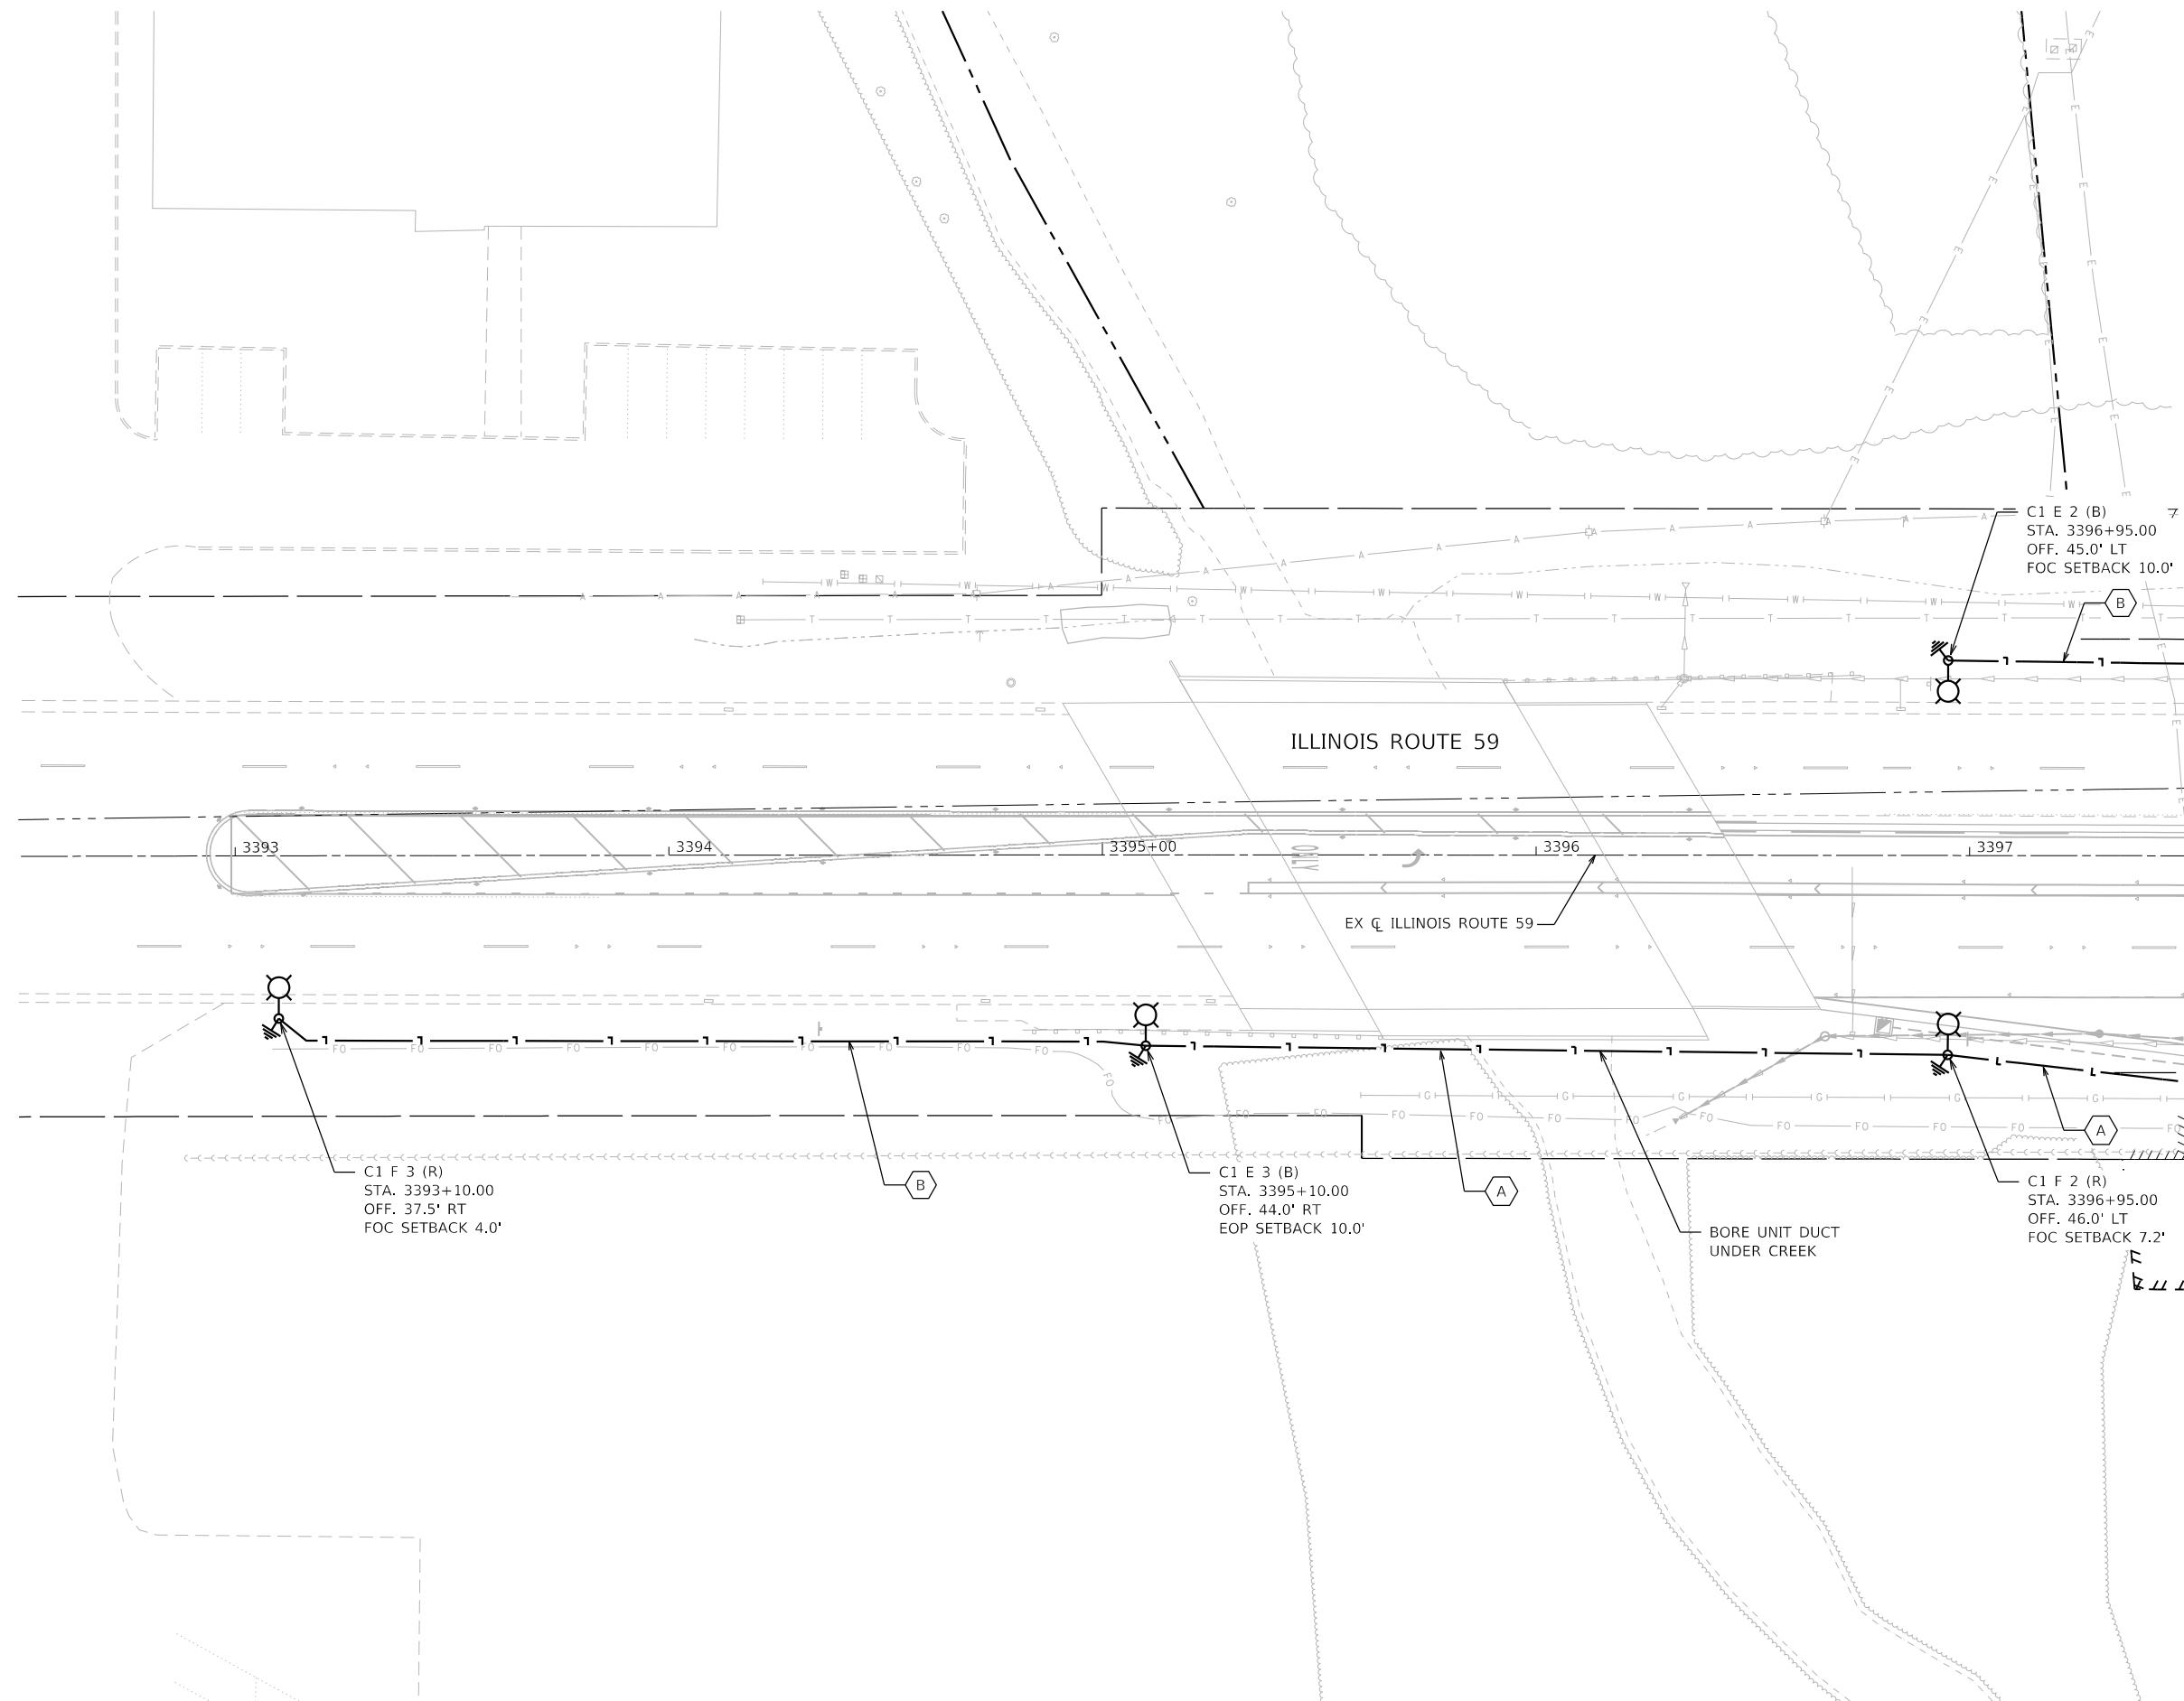 C1 E 2 (B)
STA. 3396+95.00
OFF. 45.0' LT
FOC SETBACK 10.0'
B
ILLINOIS ROUTE 59
3393
3394
3395+00
3396
3397
EX ℄ ILLINOIS ROUTE 59
C1 F 3 (R)
STA. 3393+10.00
OFF. 37.5' RT
FOC SETBACK 4.0'
B
C1 E 3 (B)
STA. 3395+10.00
OFF. 44.0' RT
EOP SETBACK 10.0'
A
BORE UNIT DUCT
UNDER CREEK
A
C1 F 2 (R)
STA. 3396+95.00
OFF. 46.0' LT
FOC SETBACK 7.2'